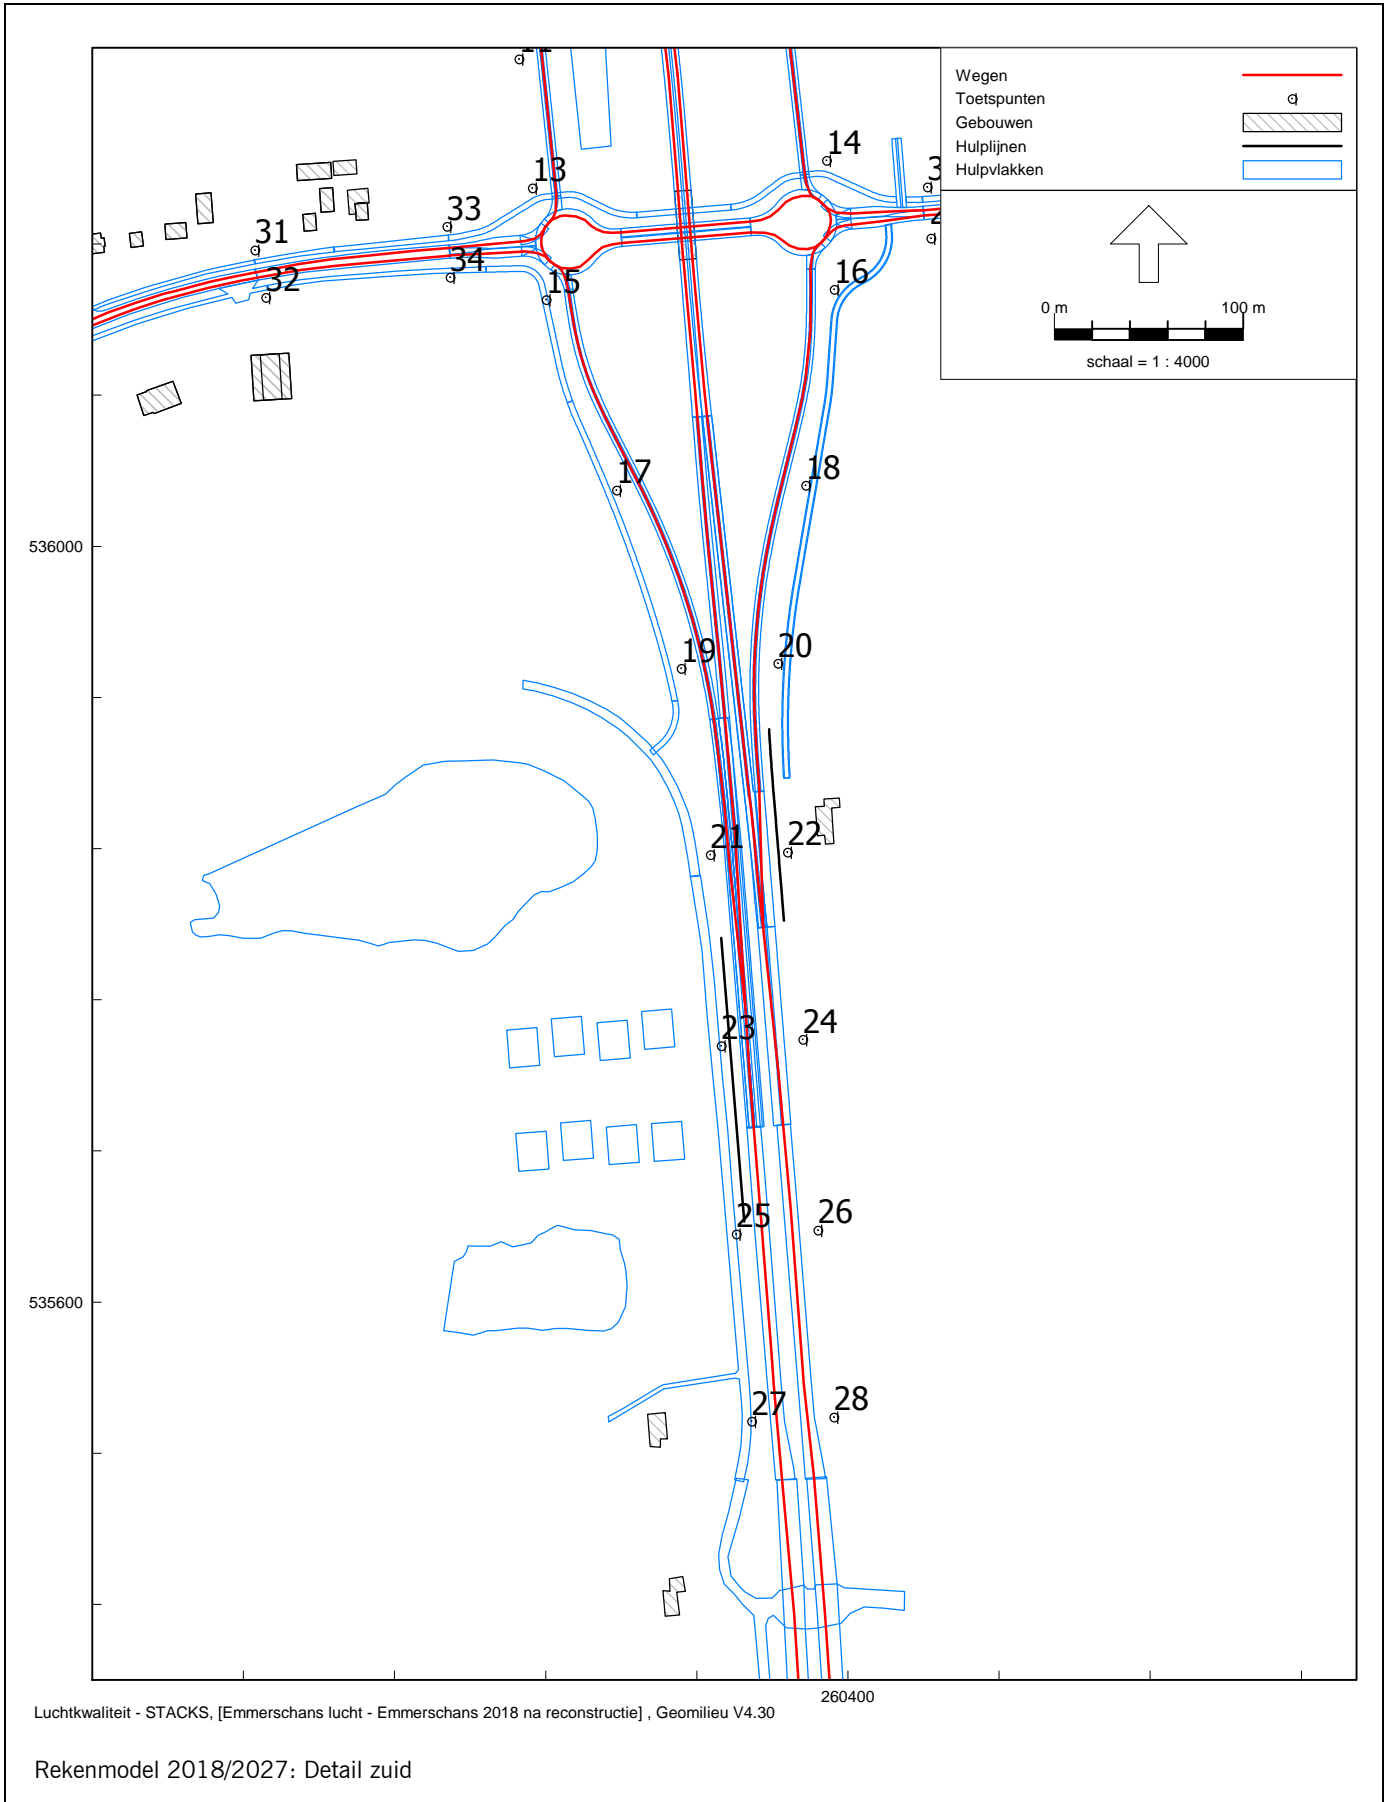 Wegen
Toetspunten
Gebouwen
Hulplijnen
Hulpvlakken
0 m 100 m
schaal = 1 : 4000
14
13
33
31
34
32
15
16
17
18
536000
19
20
21
22
23
24
25
26
535600
27
28
260400
Luchtkwaliteit - STACKS, [Emmerschans lucht - Emmerschans 2018 na reconstructie] , Geomilieu V4.30
Rekenmodel 2018/2027: Detail zuid